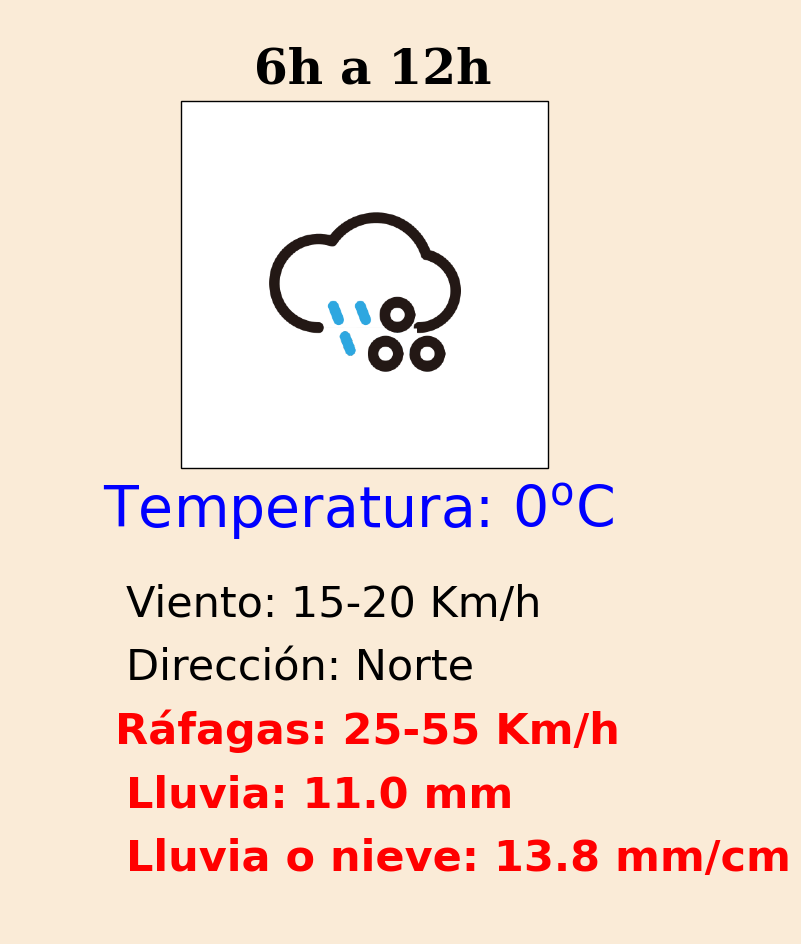 6h a 12h
Temperatura: 0ºC
Viento: 15-20 Km/h
Dirección: Norte
Ráfagas: 25-55 Km/h
Lluvia: 11.0 mm
Lluvia o nieve: 13.8 mm/cm